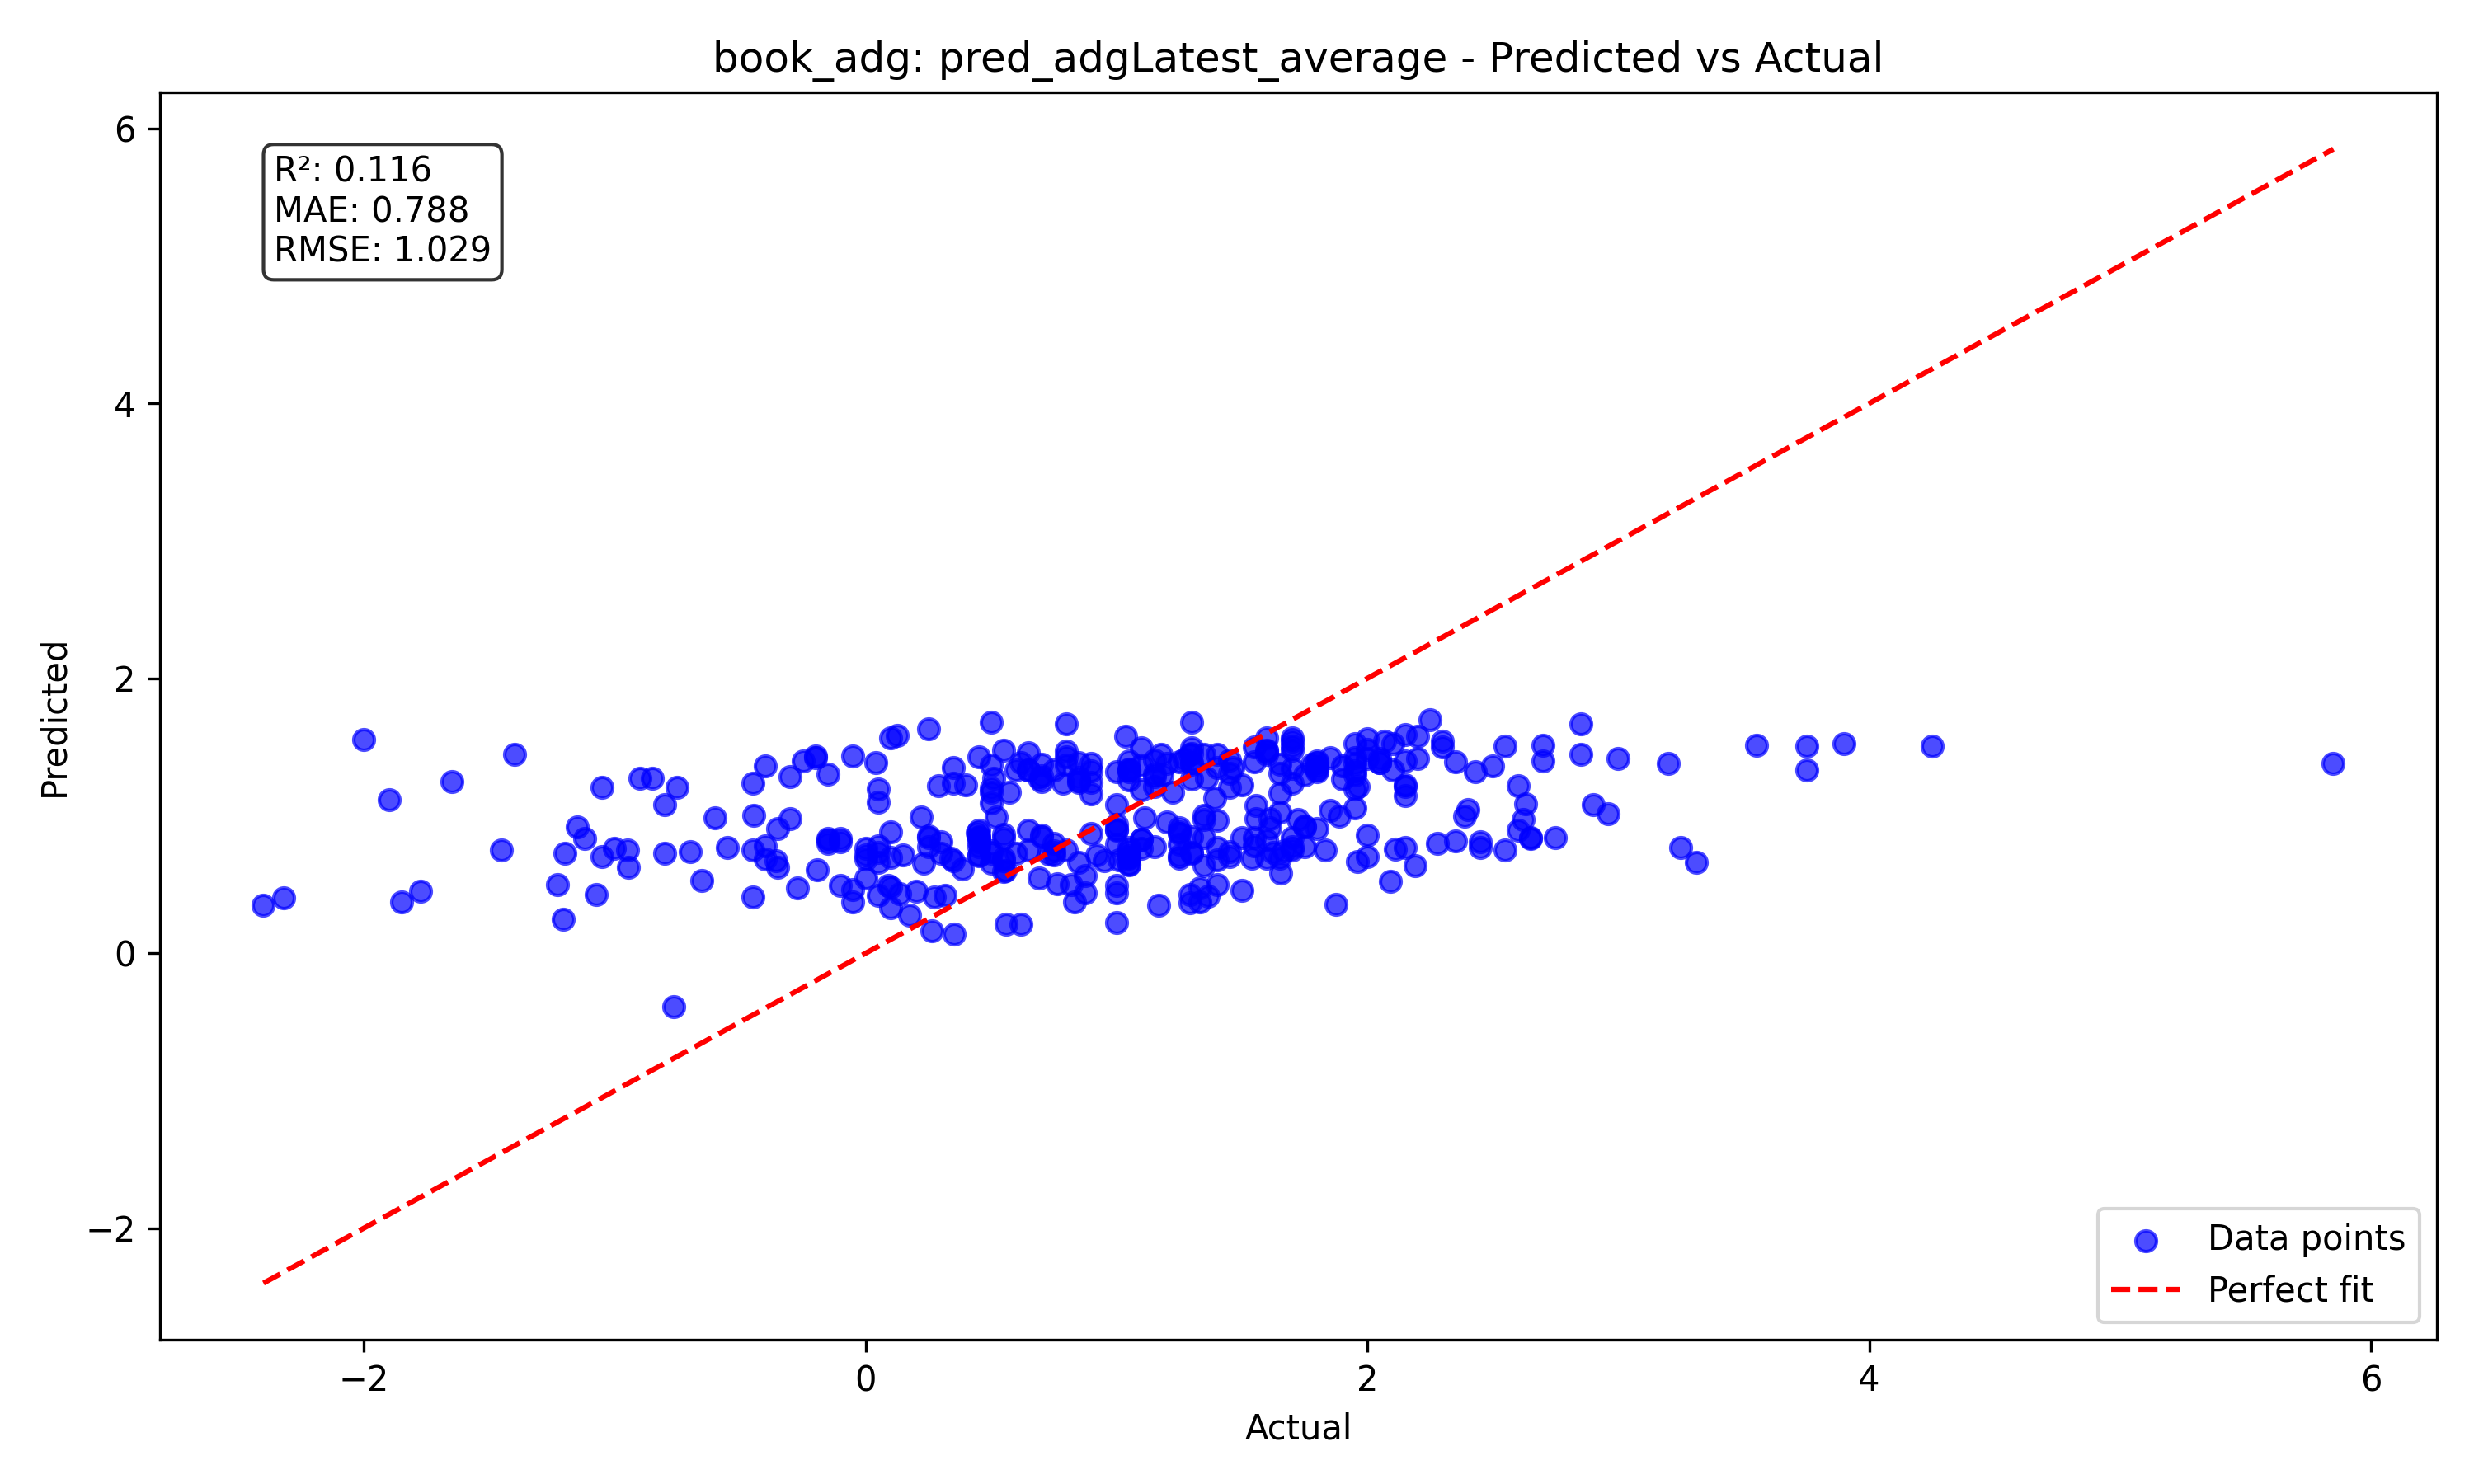 book_adg: pred_adgLatest_average - Predicted vs Actual
6
4
2
0
−2
R²: 0.116
MAE: 0.788
RMSE: 1.029
Predicted
Data points
Perfect fit
−2
0
2
4
6
Actual